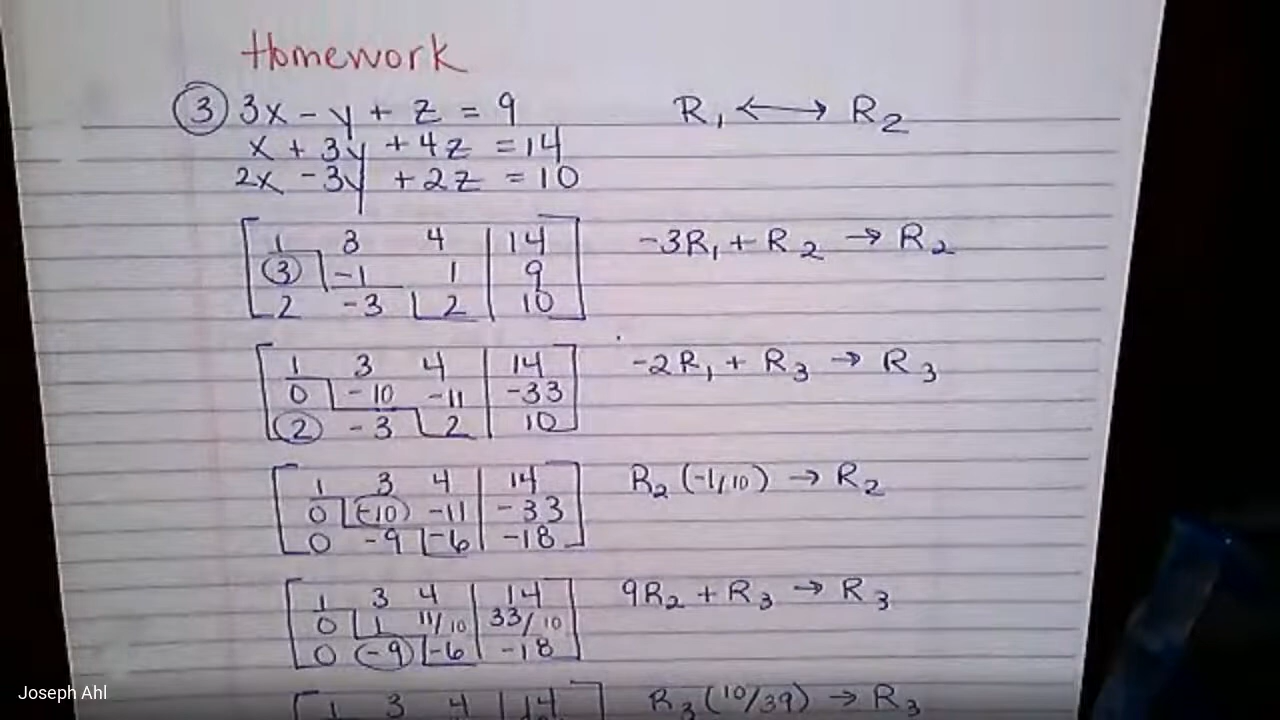 Homework
③ 3x - y + z = 9 R₁ ⟷ R₂
x + 3y + 4z = 14
2x - 3y + 2z = 10
1 3 4 | 14 -3R₁ + R₂ → R₂
3 -1 1 | 9
2 -3 2 | 10
1 3 4 | 14 -2R₁ + R₃ → R₃
0 -10 -11 | -33
2 -3 2 | 10
1 3 4 | 14 R₂ (-1/10) → R₂
0 -10 -11 | -33
0 -9 -6 | -18
1 3 4 | 14 9R₂ + R₃ → R₃
0 1 11/10 | 33/10
0 -9 -6 | -18
1 3 4 | 14 R₃ (10/39) → R₃
Joseph Ahl